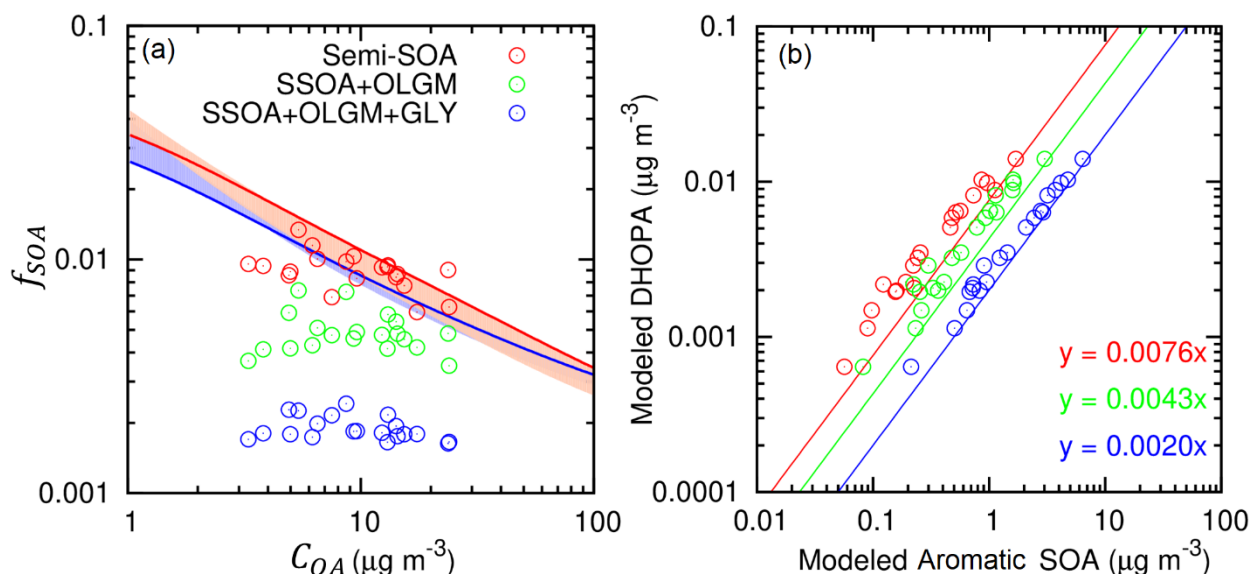 (a)
Semi-SOA
SSOA+OLGM
SSOA+OLGM+GLY
0.1
0.01
0.001
f_SOA
1
10
100
C_OA (μg m⁻³)
(b)
0.1
0.01
0.001
0.0001
Modeled DHOPA (μg m⁻³)
y = 0.0076x
y = 0.0043x
y = 0.0020x
0.01
0.1
1
10
100
Modeled Aromatic SOA (μg m⁻³)